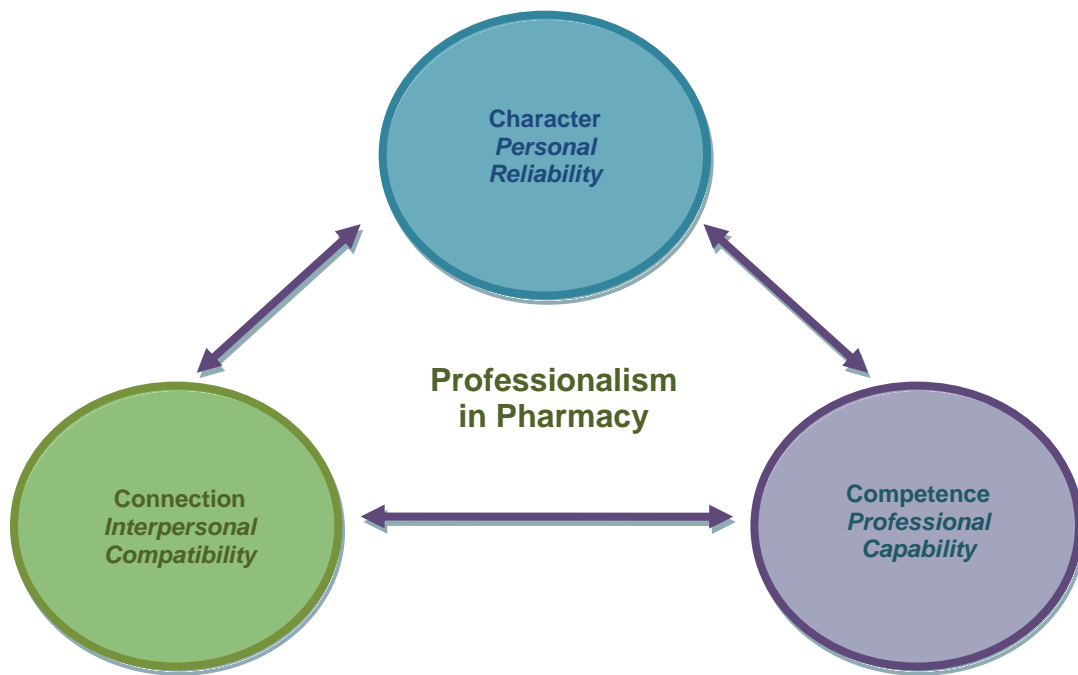 Character
Personal
Reliability
Professionalism
in Pharmacy
Connection
Interpersonal
Compatibility
Competence
Professional
Capability